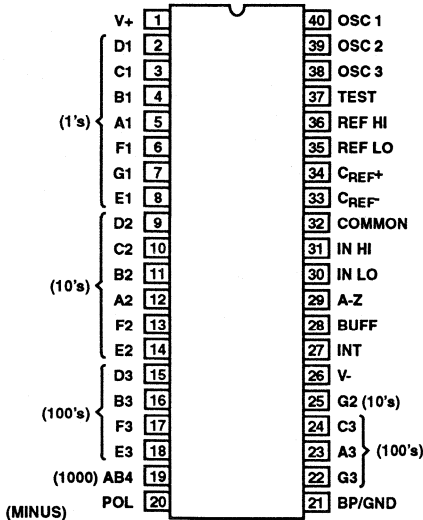 V+ 1 40 OSC 1
D1 2 39 OSC 2
C1 3 38 OSC 3
B1 4 37 TEST
(1's) A1 5 36 REF HI
F1 6 35 REF LO
G1 7 34 CREF+
E1 8 33 CREF-
D2 9 32 COMMON
C2 10 31 IN HI
B2 11 30 IN LO
(10's) A2 12 29 A-Z
F2 13 28 BUFF
E2 14 27 INT
D3 15 26 V-
B3 16 25 G2 (10's)
(100's) F3 17 24 C3
E3 18 23 A3 (100's)
(1000) AB4 19 22 G3
(MINUS) POL 20 21 BP/GND